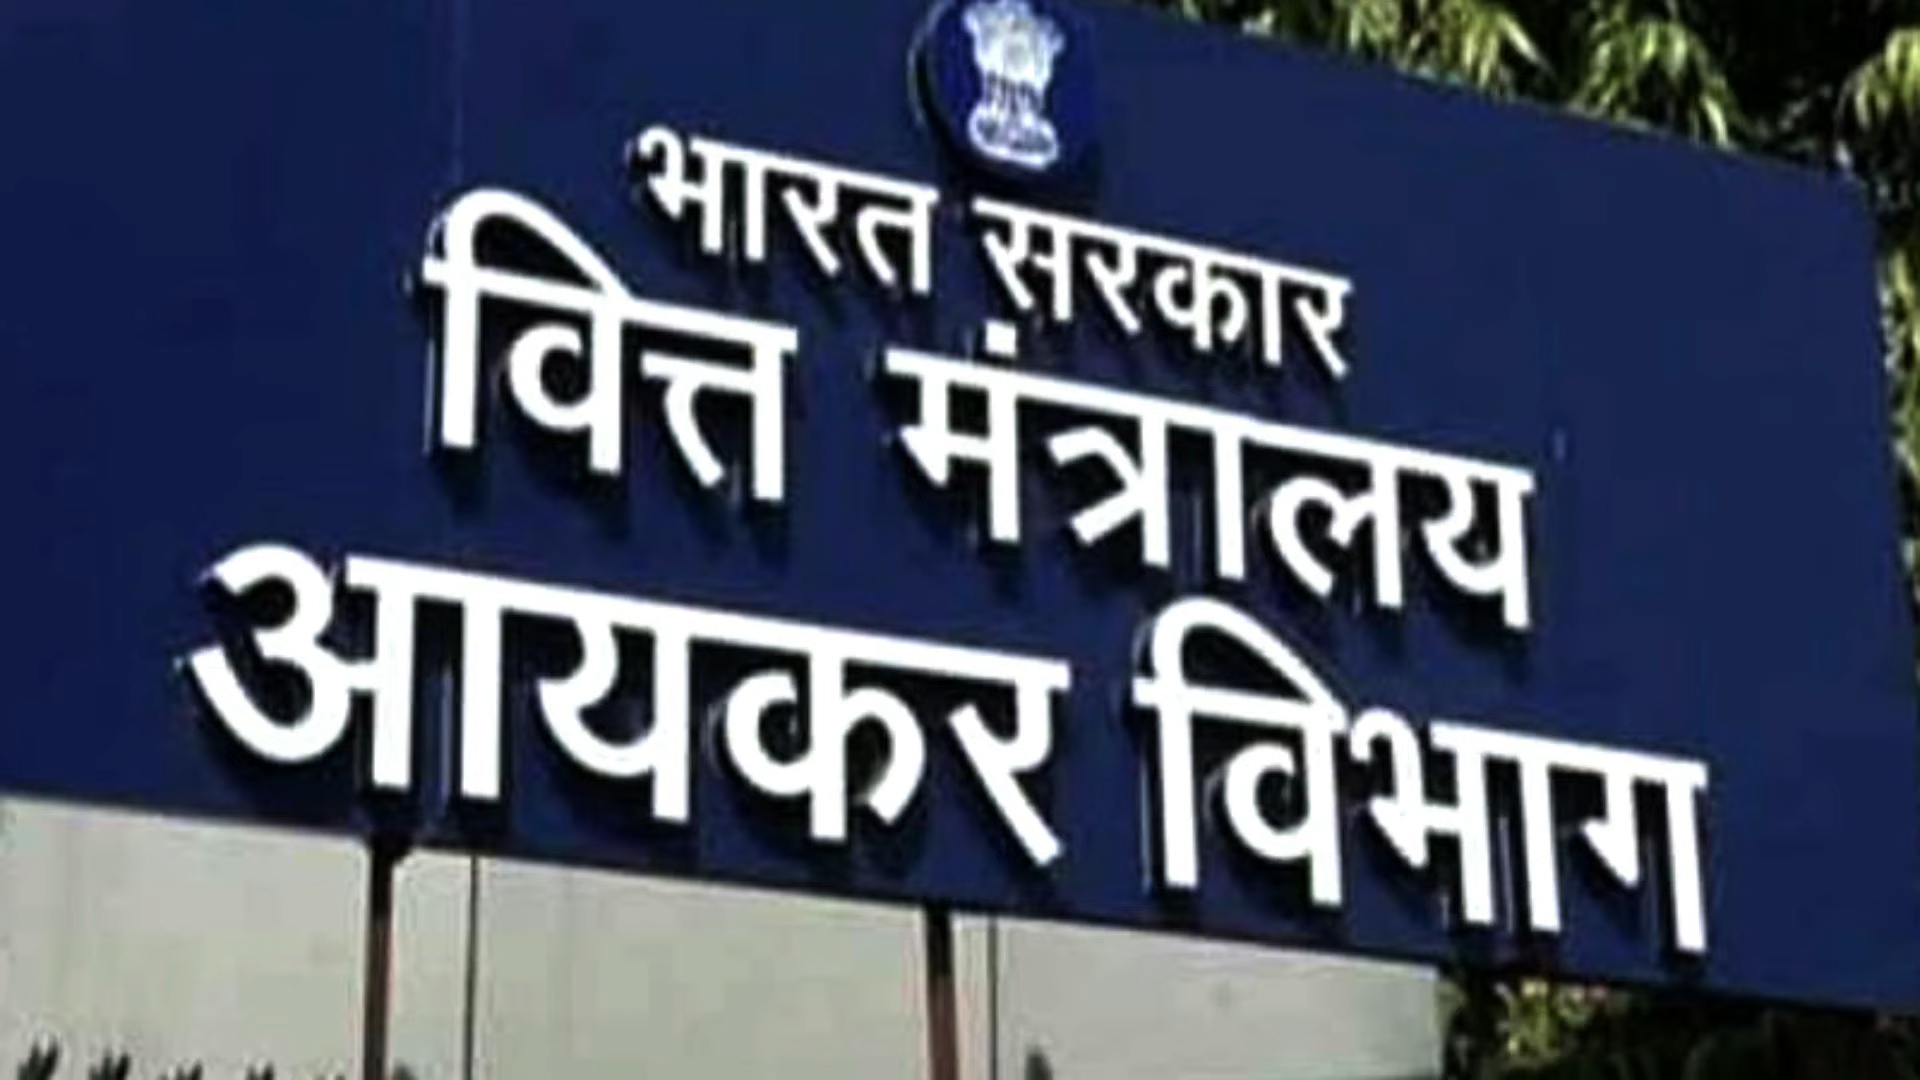 भारत सरकार
वित्त मंत्रालय
आयकर विभाग